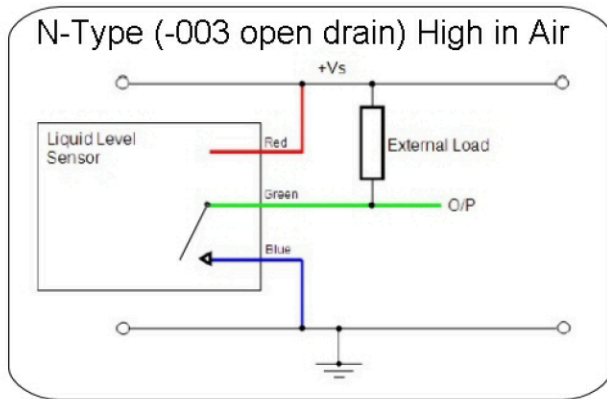 N-Type (-003 open drain) High in Air
+Vs
Liquid Level
Sensor
Red
External Load
Green
O/P
Blue